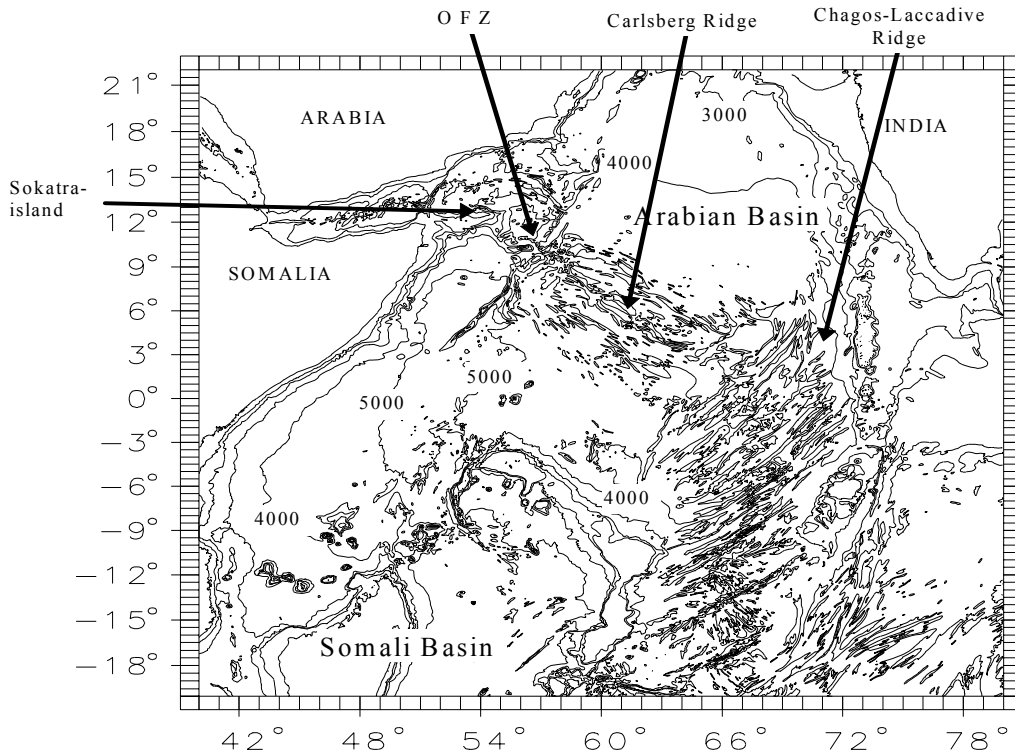 O F Z
Carlsberg Ridge
Chagos-Laccadive
Ridge
21°
18°
15°
12°
9°
6°
3°
0°
−3°
−6°
−9°
−12°
−15°
−18°
ARABIA
3000
INDIA
4000
Sokatra-
island
Arabian Basin
SOMALIA
5000
5000
4000
4000
Somali Basin
42°
48°
54°
60°
66°
72°
78°